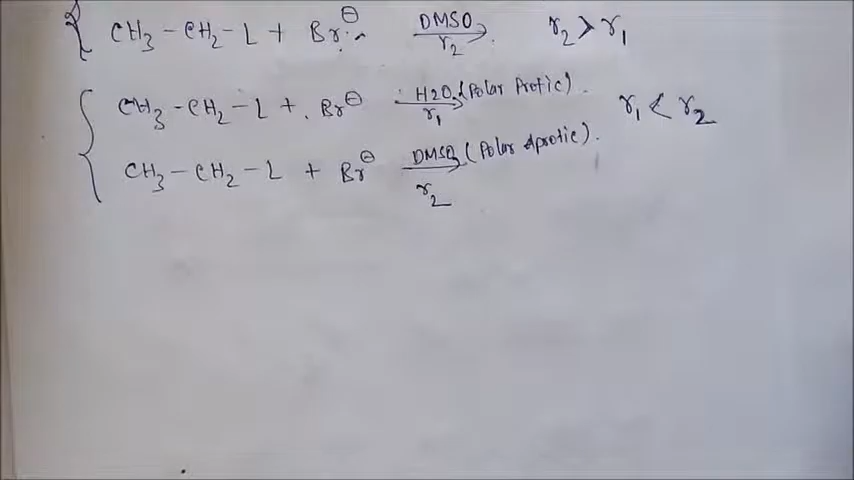 CH3 - CH2 - L + Br⊖ DMSO r2 r2 > r1
CH3 - CH2 - L + Br⊖ H2O (Polar Protic). r1 r1 < r2
CH3 - CH2 - L + Br⊖ DMSO (Polar Aprotic). r2